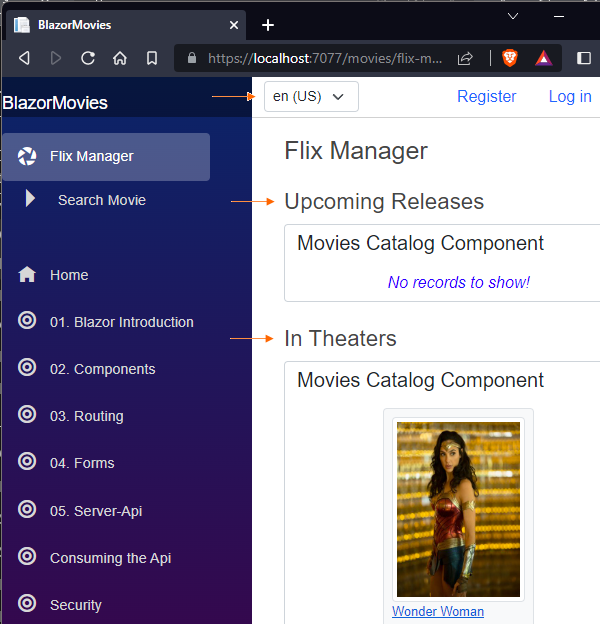 BlazorMovies
https://localhost:7077/movies/flix-m...
BlazorMovies
en (US)
Register
Log in
Flix Manager
Search Movie
Home
01. Blazor Introduction
02. Components
03. Routing
04. Forms
05. Server-Api
Consuming the Api
Security
Flix Manager
Upcoming Releases
Movies Catalog Component
No records to show!
In Theaters
Movies Catalog Component
Wonder Woman